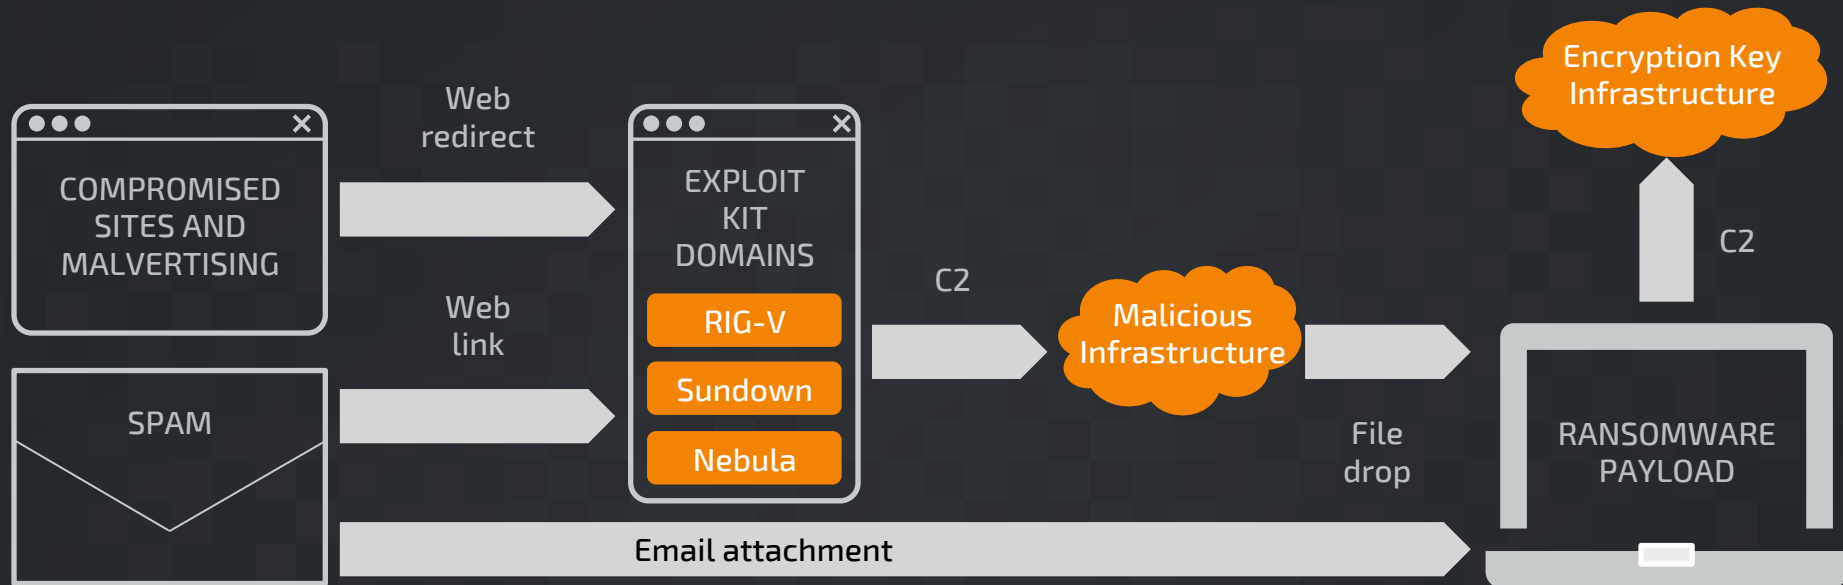 COMPROMISED
SITES AND
MALVERTISING
Web
redirect
SPAM
Web
link
EXPLOIT
KIT
DOMAINS
RIG-V
Sundown
Nebula
C2
Malicious
Infrastructure
File
drop
Email attachment
RANSOMWARE
PAYLOAD
C2
Encryption Key
Infrastructure